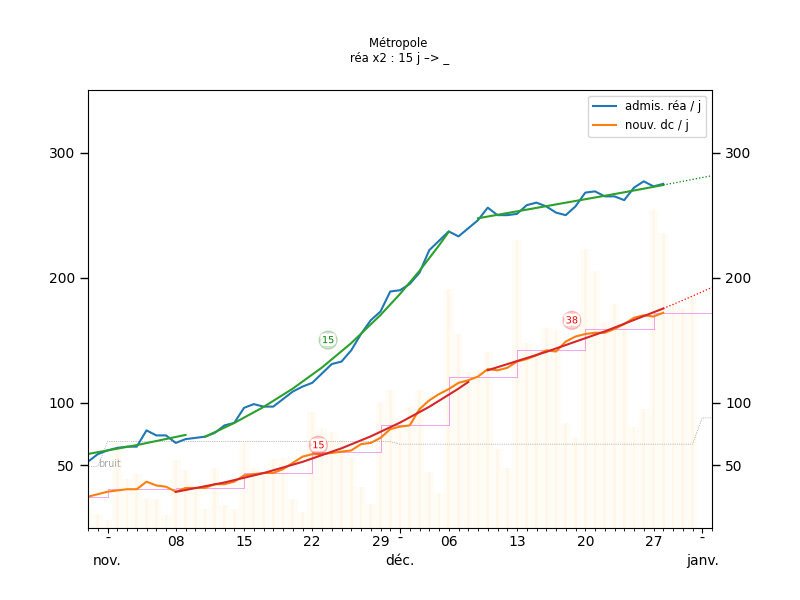 Métropole
réa x2 : 15 j –> _
admis. réa / j
nouv. dc / j
300
300
200
200
100
100
50
50
15
38
15
bruit
- 08 15 22 29 - 06 13 20 27 -
nov. déc. janv.